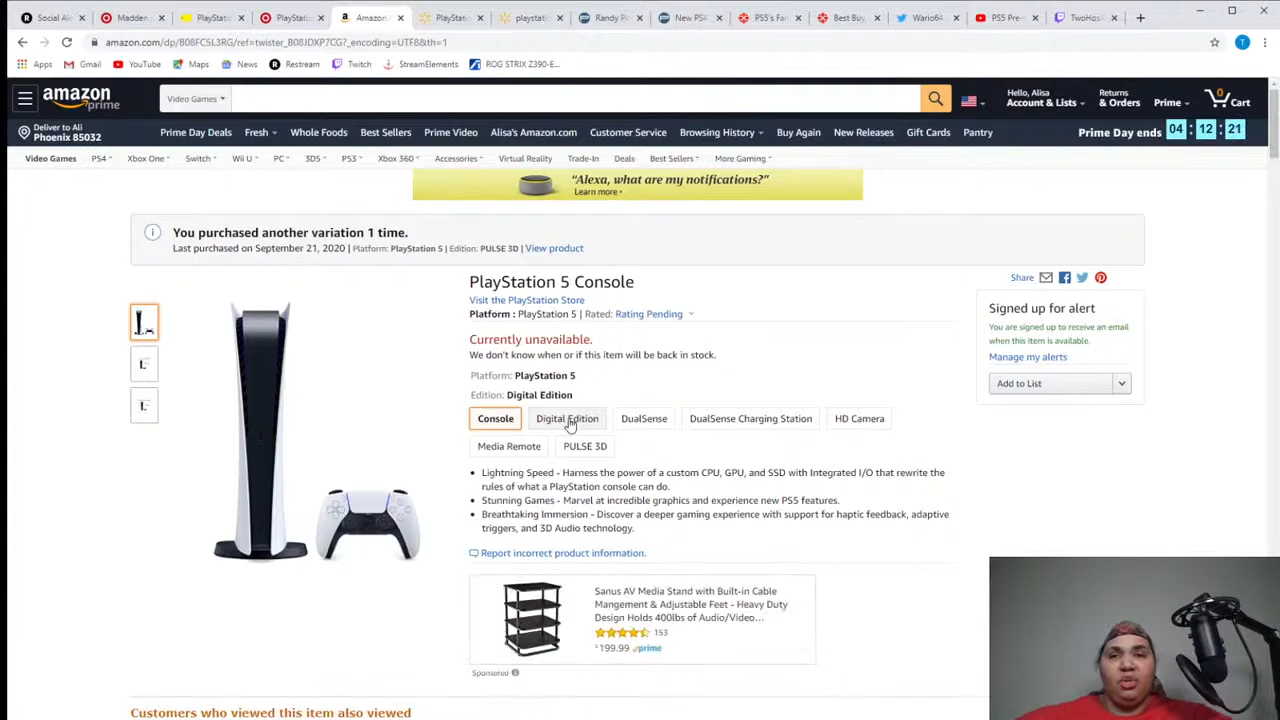 Social Al
Madden
PlayStati
PlayStati
Amazon.
PlayStati
playstatio
Randy Pi
New PS4
PS5's Fan
Best Buy
Wario64
PS5 Pre-
TwoHos
amazon.com/dp/B08FC5L3RG/ref=twister_B08JDXP7CG?_encoding=UTF8&th=1
Apps Gmail YouTube Maps News Restream Twitch StreamElements ROG STRIX Z390-E...
amazon prime
Video Games
Hello, Alisa
Account & Lists
Returns
& Orders
Prime
0
Cart
Deliver to Ali
Phoenix 85032
Prime Day Deals Fresh Whole Foods Best Sellers Prime Video Alisa's Amazon.com Customer Service Browsing History Buy Again New Releases Gift Cards Pantry
Prime Day ends 04 12 21
Video Games PS4 Xbox One Switch Wii U PC 3DS PS3 Xbox 360 Accessories Virtual Reality Trade-In Deals Best Sellers More Gaming
“Alexa, what are my notifications?”
Learn more
You purchased another variation 1 time.
Last purchased on September 21, 2020 | Platform: PlayStation 5 | Edition: PULSE 3D | View product
PlayStation 5 Console
Visit the PlayStation Store
Platform : PlayStation 5 | Rated: Rating Pending
Currently unavailable.
We don't know when or if this item will be back in stock.
Platform: PlayStation 5
Edition: Digital Edition
Console Digital Edition DualSense DualSense Charging Station HD Camera
Media Remote PULSE 3D
• Lightning Speed - Harness the power of a custom CPU, GPU, and SSD with Integrated I/O that rewrite the
rules of what a PlayStation console can do.
• Stunning Games - Marvel at incredible graphics and experience new PS5 features.
• Breathtaking Immersion - Discover a deeper gaming experience with support for haptic feedback, adaptive
triggers, and 3D Audio technology.
Report incorrect product information.
Share
Signed up for alert
You are signed up to receive an email
when this item is available.
Manage my alerts
Add to List
Sanus AV Media Stand with Built-in Cable
Mangement & Adjustable Feet - Heavy Duty
Design Holds 400lbs of Audio/Video...
153
$199.99 prime
Sponsored
Customers who viewed this item also viewed